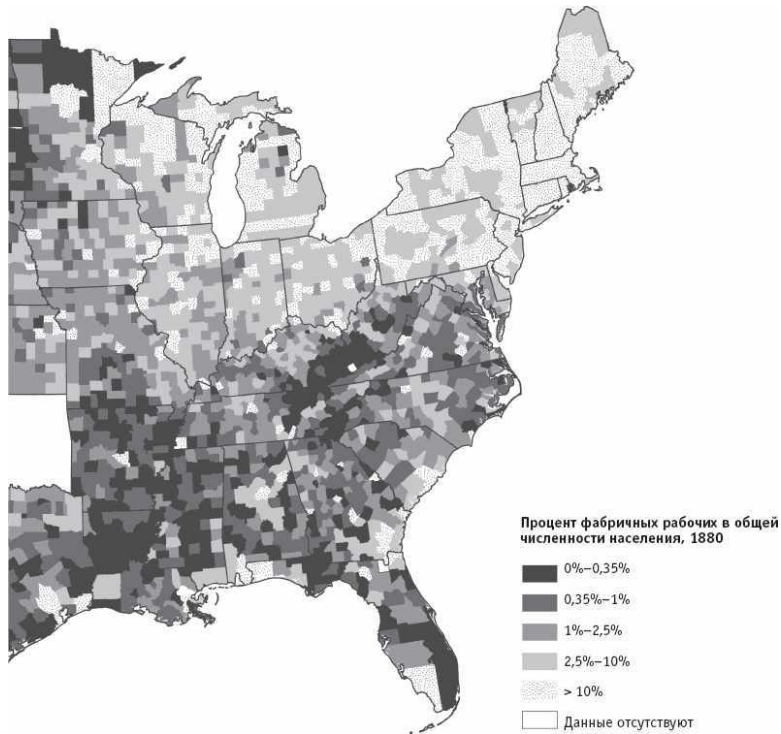 Процент фабричных рабочих в общей
численности населения, 1880
0%–0,35%
0,35%–1%
1%–2,5%
2,5%–10%
> 10%
Данные отсутствуют